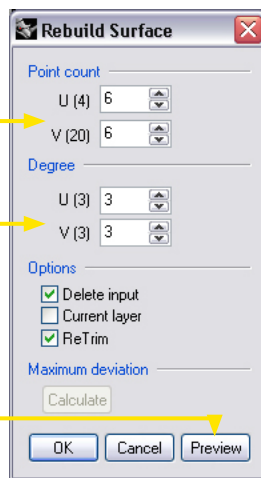 Rebuild Surface
Point count
U (4) 6
V (20) 6
Degree
U (3) 3
V (3) 3
Options
Delete input
Current layer
ReTrim
Maximum deviation
Calculate
OK Cancel Preview